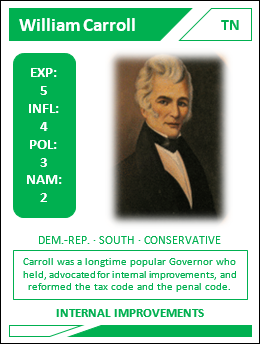 William Carroll TN
EXP:
5
INFL:
4
POL:
3
NAM:
2
DEM.-REP. · SOUTH · CONSERVATIVE
Carroll was a longtime popular Governor who
held, advocated for internal improvements, and
reformed the tax code and the penal code.
INTERNAL IMPROVEMENTS